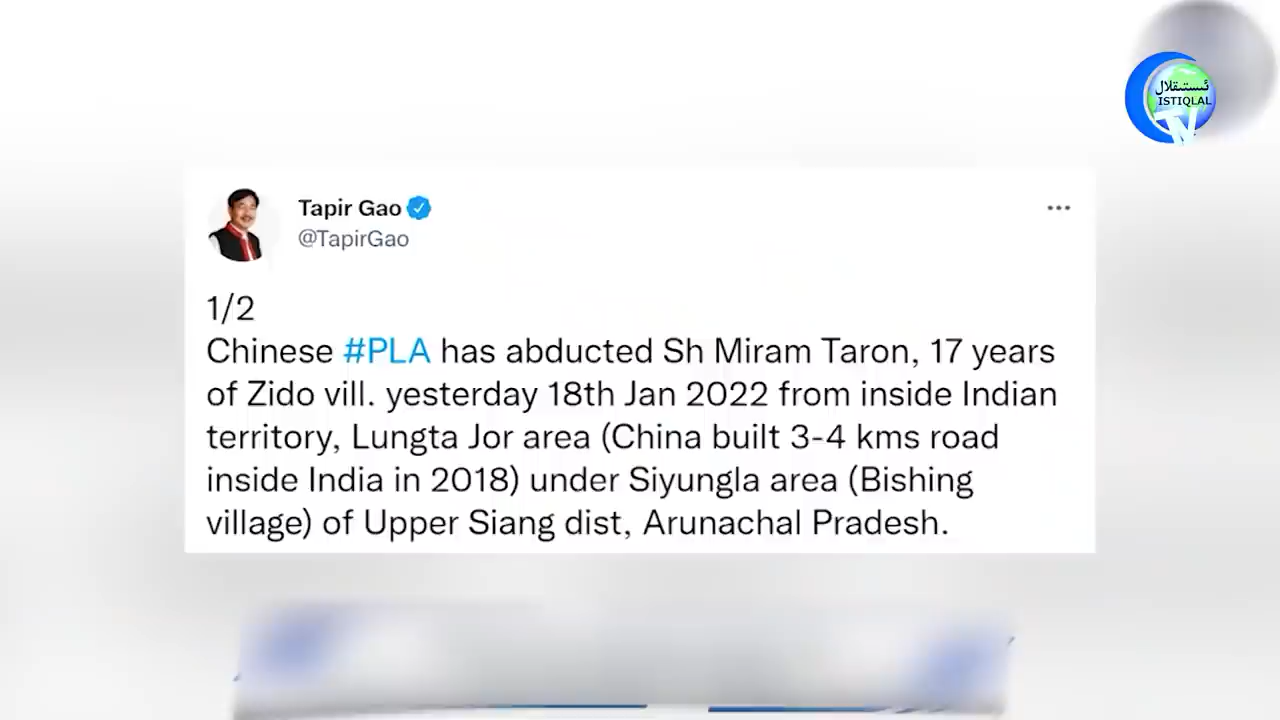 ئىستىقلال
ISTIQLAL
TV
Tapir Gao
@TapirGao
1/2
Chinese #PLA has abducted Sh Miram Taron, 17 years
of Zido vill. yesterday 18th Jan 2022 from inside Indian
territory, Lungta Jor area (China built 3-4 kms road
inside India in 2018) under Siyungla area (Bishing
village) of Upper Siang dist, Arunachal Pradesh.